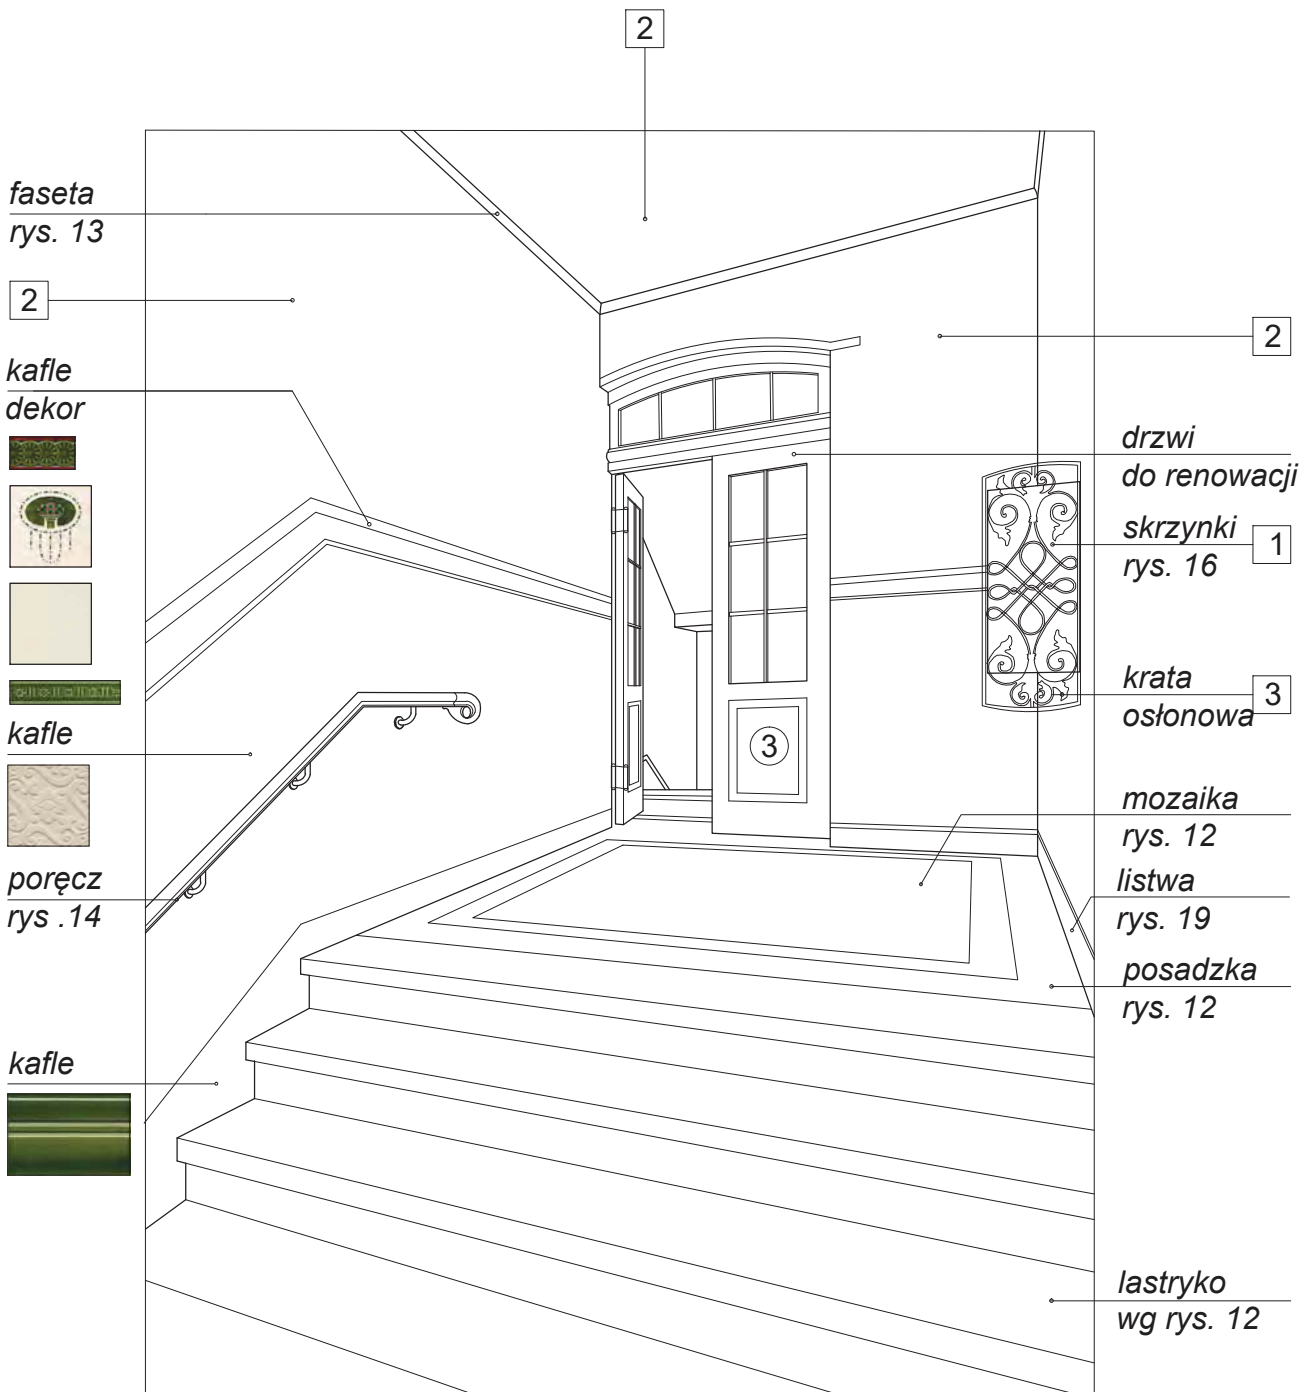 2
faseta
rys. 13
2
kafle
dekor
kafle
poręcz
rys .14
kafle
2
drzwi
do renowacji
skrzynki
rys. 16
1
krata
osłonowa
3
3
mozaika
rys. 12
listwa
rys. 19
posadzka
rys. 12
lastryko
wg rys. 12